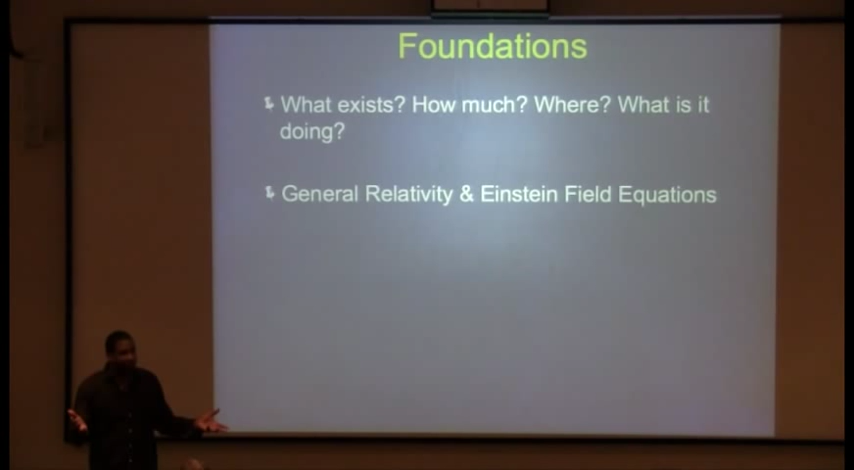 Foundations
What exists? How much? Where? What is it
doing?
General Relativity & Einstein Field Equations